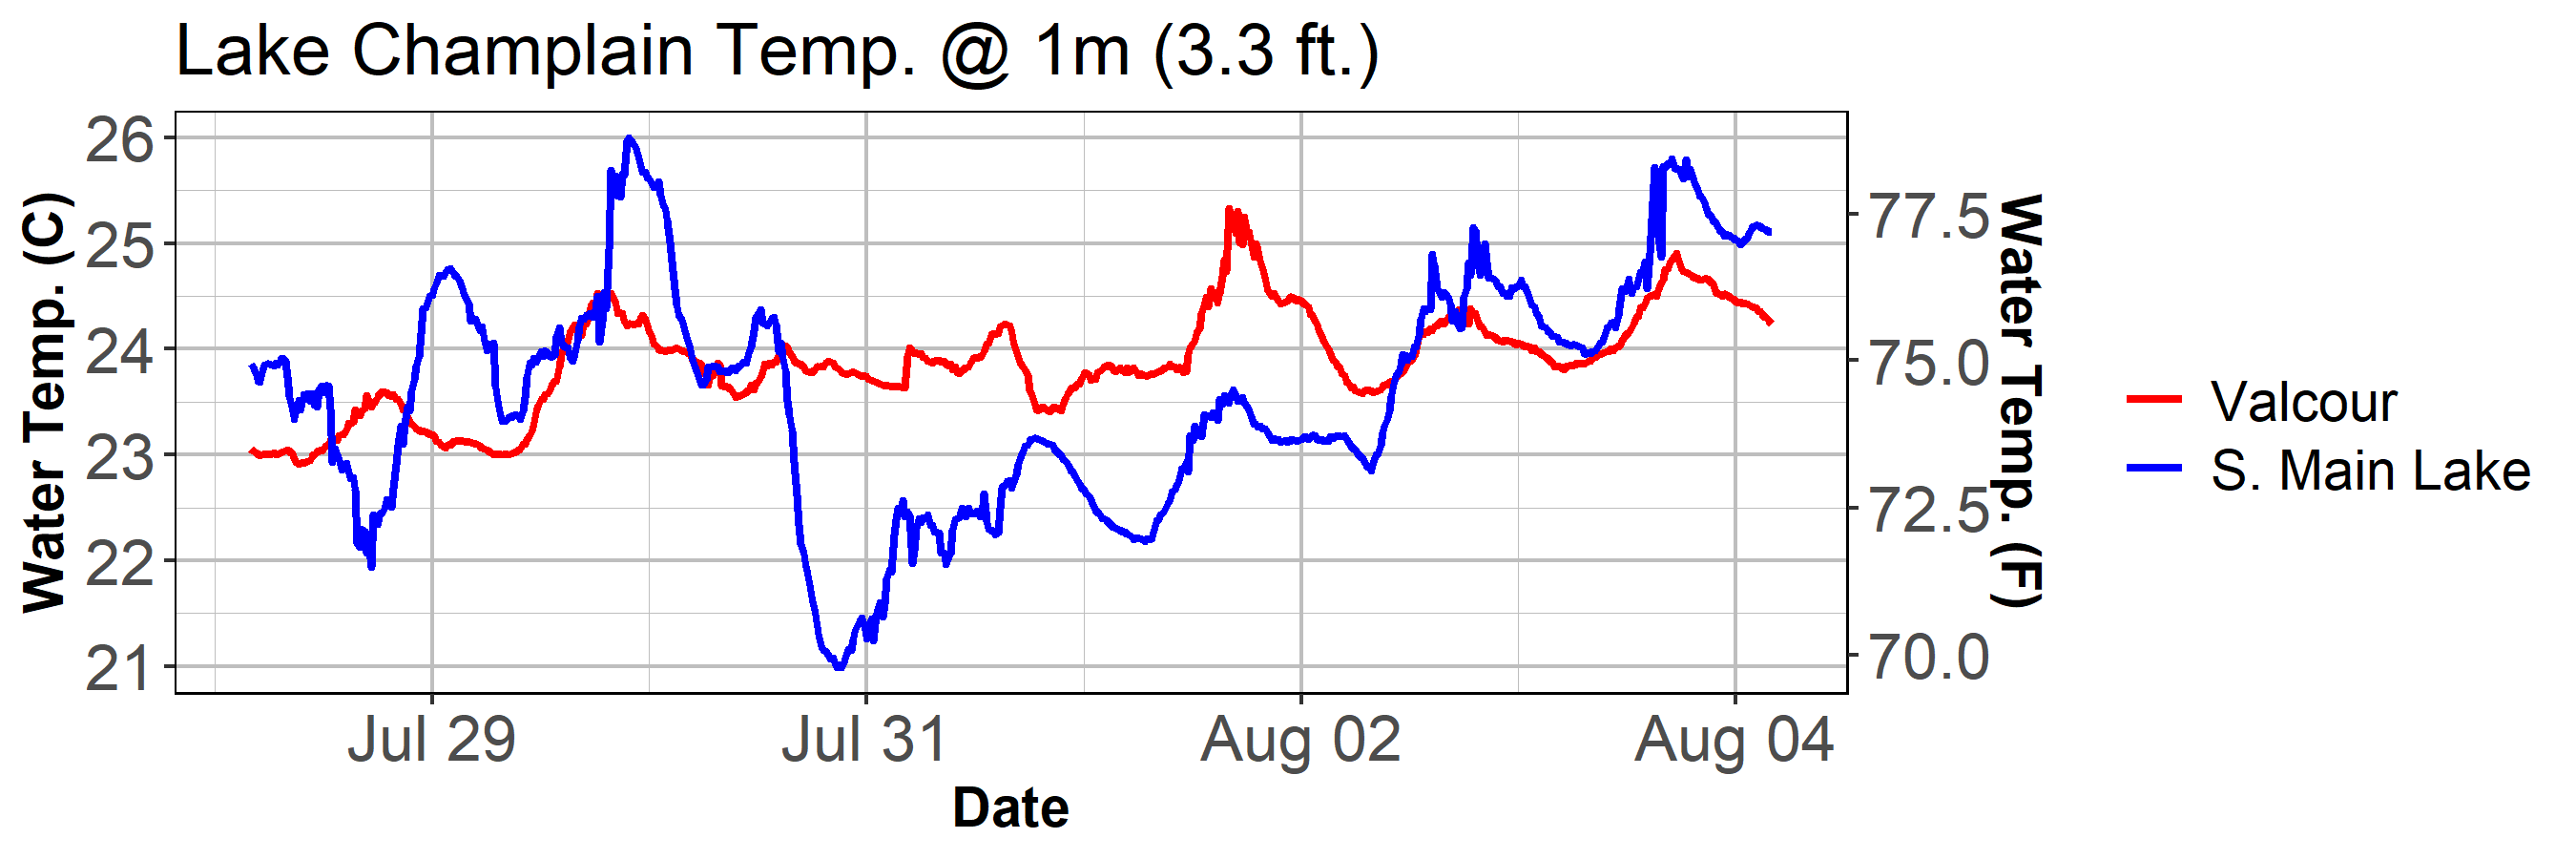 Lake Champlain Temp. @ 1m (3.3 ft.)
Water Temp. (C)
26
25
24
23
22
21
77.5
75.0
72.5
70.0
Water Temp. (F)
Jul 29
Jul 31
Aug 02
Aug 04
Date
Valcour
S. Main Lake